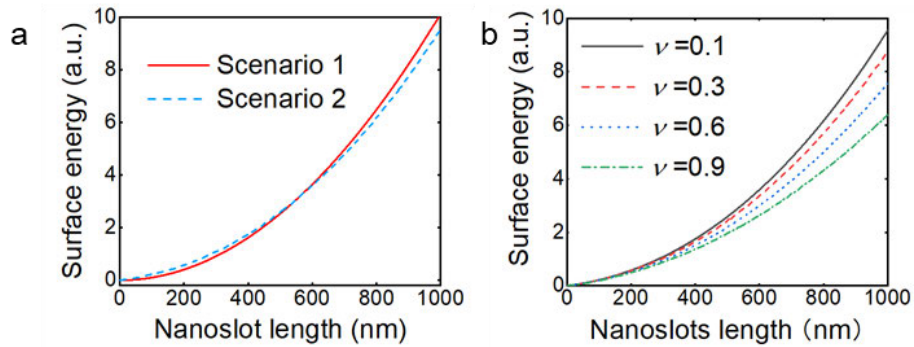 a
Surface energy (a.u.)
10
8
6
4
2
0
Scenario 1
Scenario 2
0 200 400 600 800 1000
Nanoslot length (nm)
b
Surface energy (a.u.)
10
8
6
4
2
0
ν=0.1
ν=0.3
ν=0.6
ν=0.9
0 200 400 600 800 1000
Nanoslots length（nm）